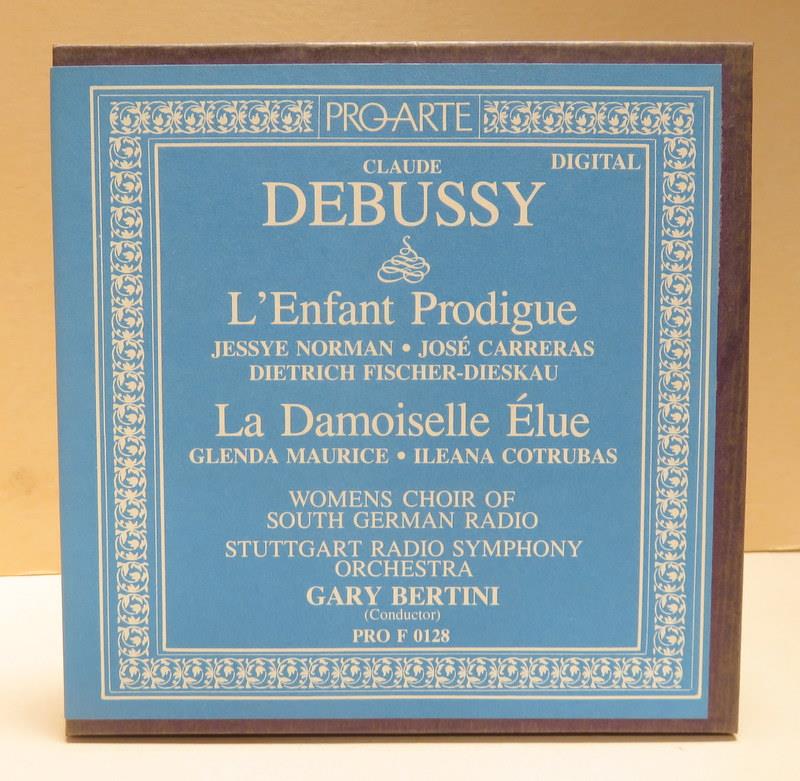 PRO-ARTE
DIGITAL
CLAUDE
DEBUSSY
L'Enfant Prodigue
JESSYE NORMAN • JOSÉ CARRERAS
DIETRICH FISCHER-DIESKAU
La Damoiselle Élue
GLENDA MAURICE • ILEANA COTRUBAS
WOMENS CHOIR OF
SOUTH GERMAN RADIO
STUTTGART RADIO SYMPHONY
ORCHESTRA
GARY BERTINI
(Conductor)
PRO F 0128